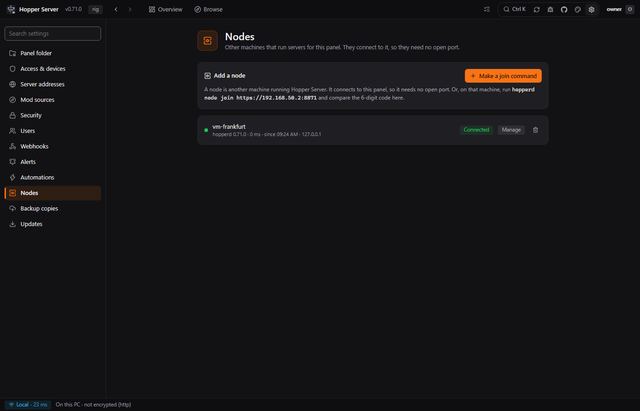 Hopper Server v0.71.0 rig Overview Browse Ctrl K owner O
Search settings
Panel folder
Access & devices
Server addresses
Mod sources
Security
Users
Webhooks
Alerts
Automations
Nodes
Backup copies
Updates
Nodes
Other machines that run servers for this panel. They connect to it, so they need no open port.
Add a node
Make a join command
A node is another machine running Hopper Server. It connects to this panel, so it needs no open port. Or, on that machine, run hopperd
node join https://192.168.50.2:8871 and compare the 6-digit code here.
vm-frankfurt
hopperd 0.71.0 · 0 ms · since 09:24 AM · 127.0.0.1
Connected Manage
Local · 23 ms On this PC · not encrypted (http)